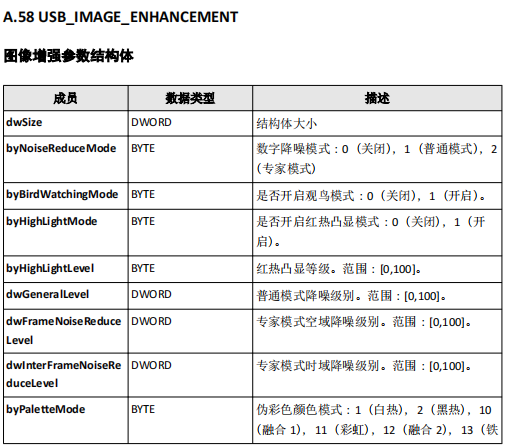 A.58 USB_IMAGE_ENHANCEMENT
图像增强参数结构体
成员 数据类型 描述
dwSize DWORD 结构体大小
byNoiseReduceMode BYTE 数字降噪模式：0（关闭），1（普通模式），2
（专家模式）
byBirdWatchingMode BYTE 是否开启观鸟模式：0（关闭），1（开启）。
byHighLightMode BYTE 是否开启红热凸显模式：0（关闭），1（开
启）。
byHighLightLevel BYTE 红热凸显等级。范围：[0,100]。
dwGeneralLevel DWORD 普通模式降噪级别。范围：[0,100]。
dwFrameNoiseReduce DWORD 专家模式空域降噪级别。范围：[0,100]。
Level
dwInterFrameNoiseRe DWORD 专家模式时域降噪级别。范围：[0,100]。
duceLevel
byPaletteMode BYTE 伪彩色颜色模式：1（白热），2（黑热），10
（融合 1），11（彩虹），12（融合 2），13（铁